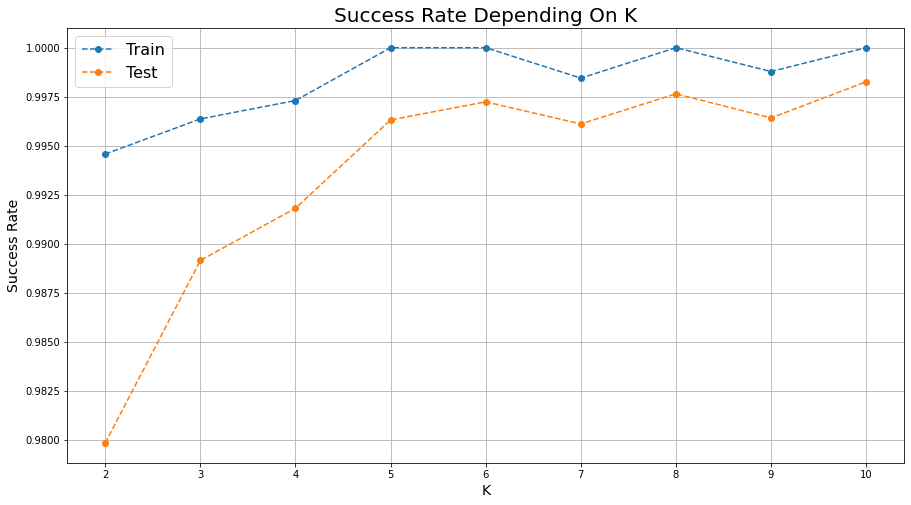 Success Rate Depending On K
Train
Test
1.0000
0.9975
0.9950
0.9925
0.9900
0.9875
0.9850
0.9825
0.9800
Success Rate
2 3 4 5 6 7 8 9 10
K